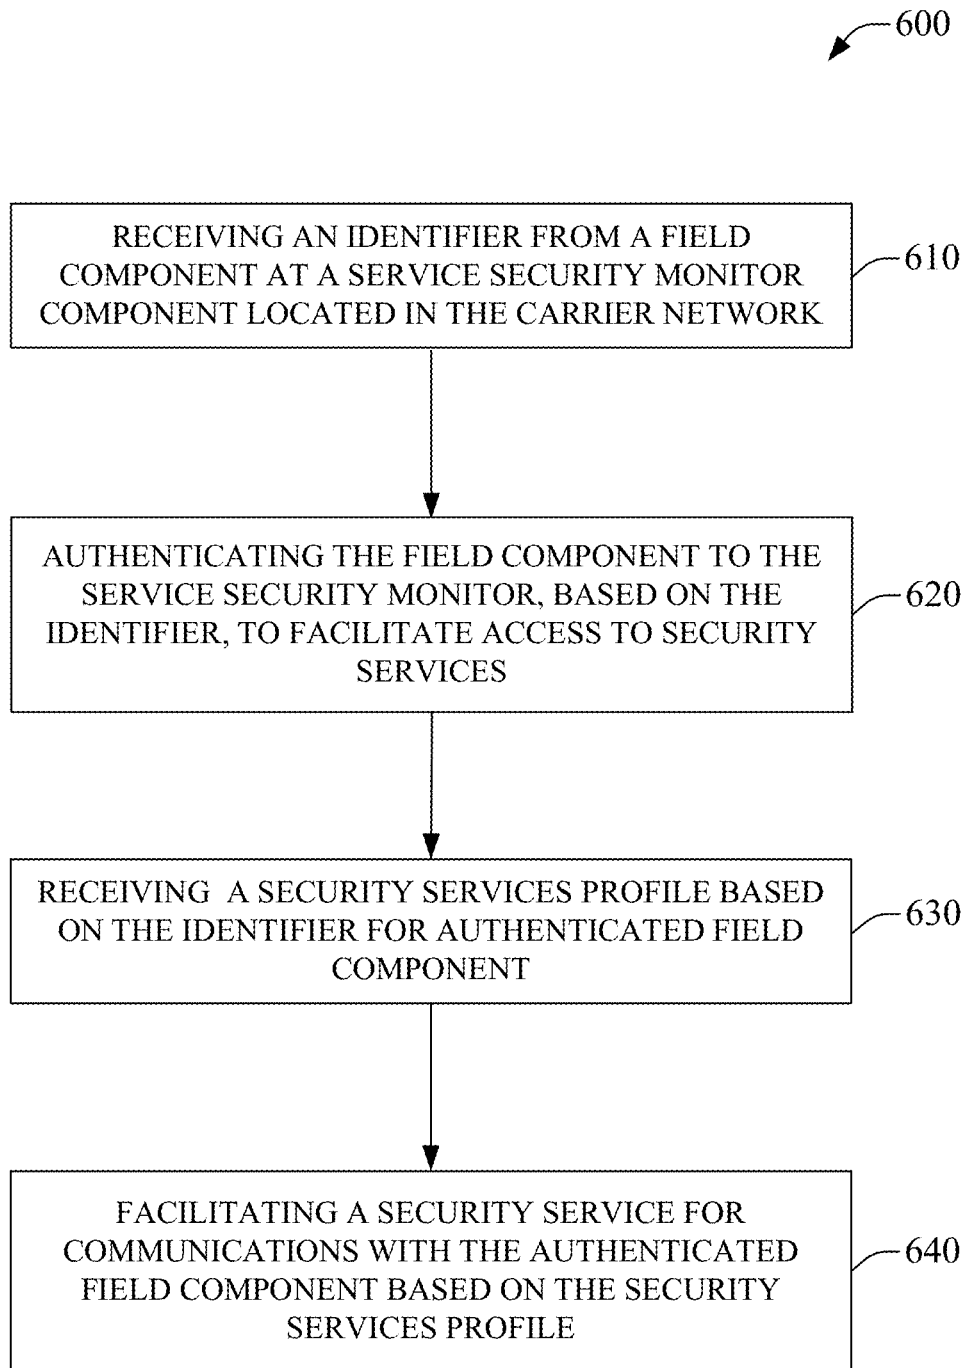 600
RECEIVING AN IDENTIFIER FROM A FIELD
COMPONENT AT A SERVICE SECURITY MONITOR
COMPONENT LOCATED IN THE CARRIER NETWORK
610
AUTHENTICATING THE FIELD COMPONENT TO THE
SERVICE SECURITY MONITOR, BASED ON THE
IDENTIFIER, TO FACILITATE ACCESS TO SECURITY
SERVICES
620
RECEIVING A SECURITY SERVICES PROFILE BASED
ON THE IDENTIFIER FOR AUTHENTICATED FIELD
COMPONENT
630
FACILITATING A SECURITY SERVICE FOR
COMMUNICATIONS WITH THE AUTHENTICATED
FIELD COMPONENT BASED ON THE SECURITY
SERVICES PROFILE
640